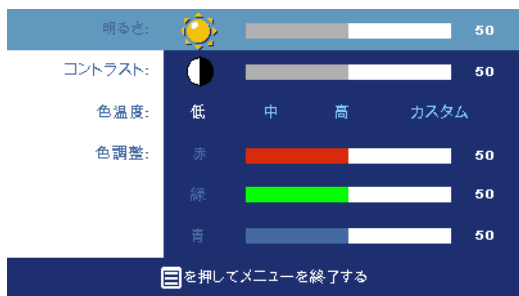 明るさ: 50
コントラスト: 50
色温度: 低 中 高 カスタム
色調整: 赤 50
緑 50
青 50
を押してメニューを終了する